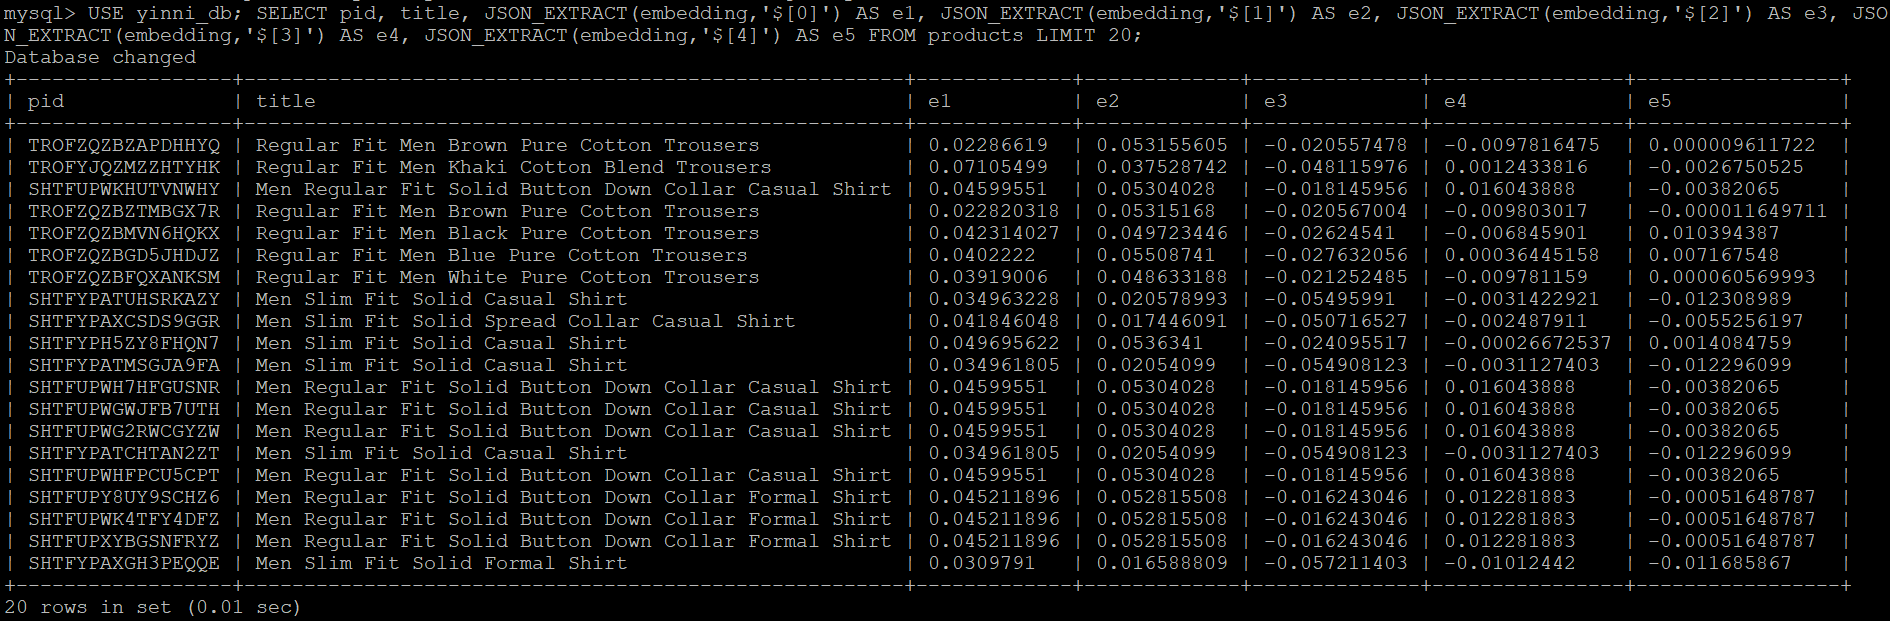 mysql> USE yinni_db; SELECT pid, title, JSON_EXTRACT(embedding,'$[0]') AS e1, JSON_EXTRACT(embedding,'$[1]') AS e2, JSON_EXTRACT(embedding,'$[2]') AS e3, JSO
N_EXTRACT(embedding,'$[3]') AS e4, JSON_EXTRACT(embedding,'$[4]') AS e5 FROM products LIMIT 20;
Database changed
+------------------+-------------------------------------------------------+-------------+-------------+--------------+----------------+-----------------+
| pid | title | e1 | e2 | e3 | e4 | e5 |
+------------------+-------------------------------------------------------+-------------+-------------+--------------+----------------+-----------------+
| TROFZQZBZAPDHHYQ | Regular Fit Men Brown Pure Cotton Trousers | 0.02286619 | 0.053155605 | -0.020557478 | -0.0097816475 | 0.000009611722 |
| TROFYJQZMZZHTYHK | Regular Fit Men Khaki Cotton Blend Trousers | 0.07105499 | 0.037528742 | -0.048115976 | 0.0012433816 | -0.0026750525 |
| SHTFUPWKHUTVNWHY | Men Regular Fit Solid Button Down Collar Casual Shirt | 0.04599551 | 0.05304028 | -0.018145956 | 0.016043888 | -0.00382065 |
| TROFZQZBZTMBGX7R | Regular Fit Men Brown Pure Cotton Trousers | 0.022820318 | 0.05315168 | -0.020567004 | -0.009803017 | -0.000011649711 |
| TROFZQZBMVN6HQKX | Regular Fit Men Black Pure Cotton Trousers | 0.042314027 | 0.049723446 | -0.02624541 | -0.006845901 | 0.010394387 |
| TROFZQZBGD5JHDJZ | Regular Fit Men Blue Pure Cotton Trousers | 0.0402222 | 0.05508741 | -0.027632056 | 0.00036445158 | 0.007167548 |
| TROFZQZBFQXANKSM | Regular Fit Men White Pure Cotton Trousers | 0.03919006 | 0.048633188 | -0.021252485 | -0.009781159 | 0.000060569993 |
| SHTFYPATUHSRKAZY | Men Slim Fit Solid Casual Shirt | 0.034963228 | 0.020578993 | -0.05495991 | -0.0031422921 | -0.012308989 |
| SHTFYPAXCSDS9GGR | Men Slim Fit Solid Spread Collar Casual Shirt | 0.041846048 | 0.017446091 | -0.050716527 | -0.002487911 | -0.0055256197 |
| SHTFYPH5ZY8FHQN7 | Men Slim Fit Solid Casual Shirt | 0.049695622 | 0.0536341 | -0.024095517 | -0.00026672537 | 0.0014084759 |
| SHTFYPATMSGJA9FA | Men Slim Fit Solid Casual Shirt | 0.034961805 | 0.02054099 | -0.054908123 | -0.0031127403 | -0.012296099 |
| SHTFUPWH7HFGUSNR | Men Regular Fit Solid Button Down Collar Casual Shirt | 0.04599551 | 0.05304028 | -0.018145956 | 0.016043888 | -0.00382065 |
| SHTFUPWGWJFB7UTH | Men Regular Fit Solid Button Down Collar Casual Shirt | 0.04599551 | 0.05304028 | -0.018145956 | 0.016043888 | -0.00382065 |
| SHTFUPWG2RWCGYZW | Men Regular Fit Solid Button Down Collar Casual Shirt | 0.04599551 | 0.05304028 | -0.018145956 | 0.016043888 | -0.00382065 |
| SHTFYPATCHTAN2ZT | Men Slim Fit Solid Casual Shirt | 0.034961805 | 0.02054099 | -0.054908123 | -0.0031127403 | -0.012296099 |
| SHTFUPWHFPCU5CPT | Men Regular Fit Solid Button Down Collar Casual Shirt | 0.04599551 | 0.05304028 | -0.018145956 | 0.016043888 | -0.00382065 |
| SHTFUPY8UY9SCHZ6 | Men Regular Fit Solid Button Down Collar Formal Shirt | 0.045211896 | 0.052815508 | -0.016243046 | 0.012281883 | -0.00051648787 |
| SHTFUPWK4TFY4DFZ | Men Regular Fit Solid Button Down Collar Formal Shirt | 0.045211896 | 0.052815508 | -0.016243046 | 0.012281883 | -0.00051648787 |
| SHTFUPXYBGSNFRYZ | Men Regular Fit Solid Button Down Collar Formal Shirt | 0.045211896 | 0.052815508 | -0.016243046 | 0.012281883 | -0.00051648787 |
| SHTFYPAXGH3PEQQE | Men Slim Fit Solid Formal Shirt | 0.0309791 | 0.016588809 | -0.057211403 | -0.01012442 | -0.011685867 |
+------------------+-------------------------------------------------------+-------------+-------------+--------------+----------------+-----------------+
20 rows in set (0.01 sec)